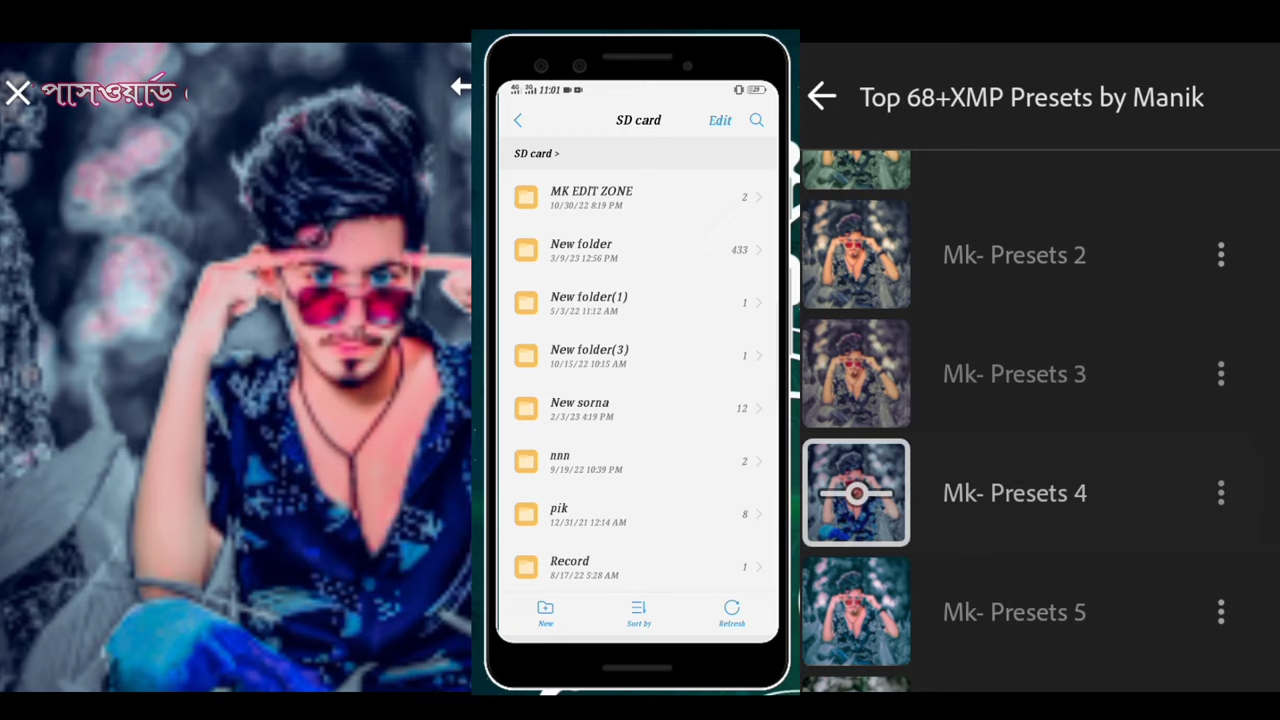 পাসওয়ার্ড
4G 3G 11:01 29
SD card
Edit
SD card >
MK EDIT ZONE
10/30/22 8:19 PM
2
New folder
3/9/23 12:56 PM
433
New folder(1)
5/3/22 11:12 AM
1
New folder(3)
10/15/22 10:15 AM
1
New sorna
2/3/23 4:19 PM
12
nnn
9/19/22 10:39 PM
2
pik
12/31/21 12:14 AM
8
Record
8/17/22 5:28 AM
1
New
Sort by
Refresh
Top 68+XMP Presets by Manik
Mk- Presets 2
Mk- Presets 3
Mk- Presets 4
Mk- Presets 5